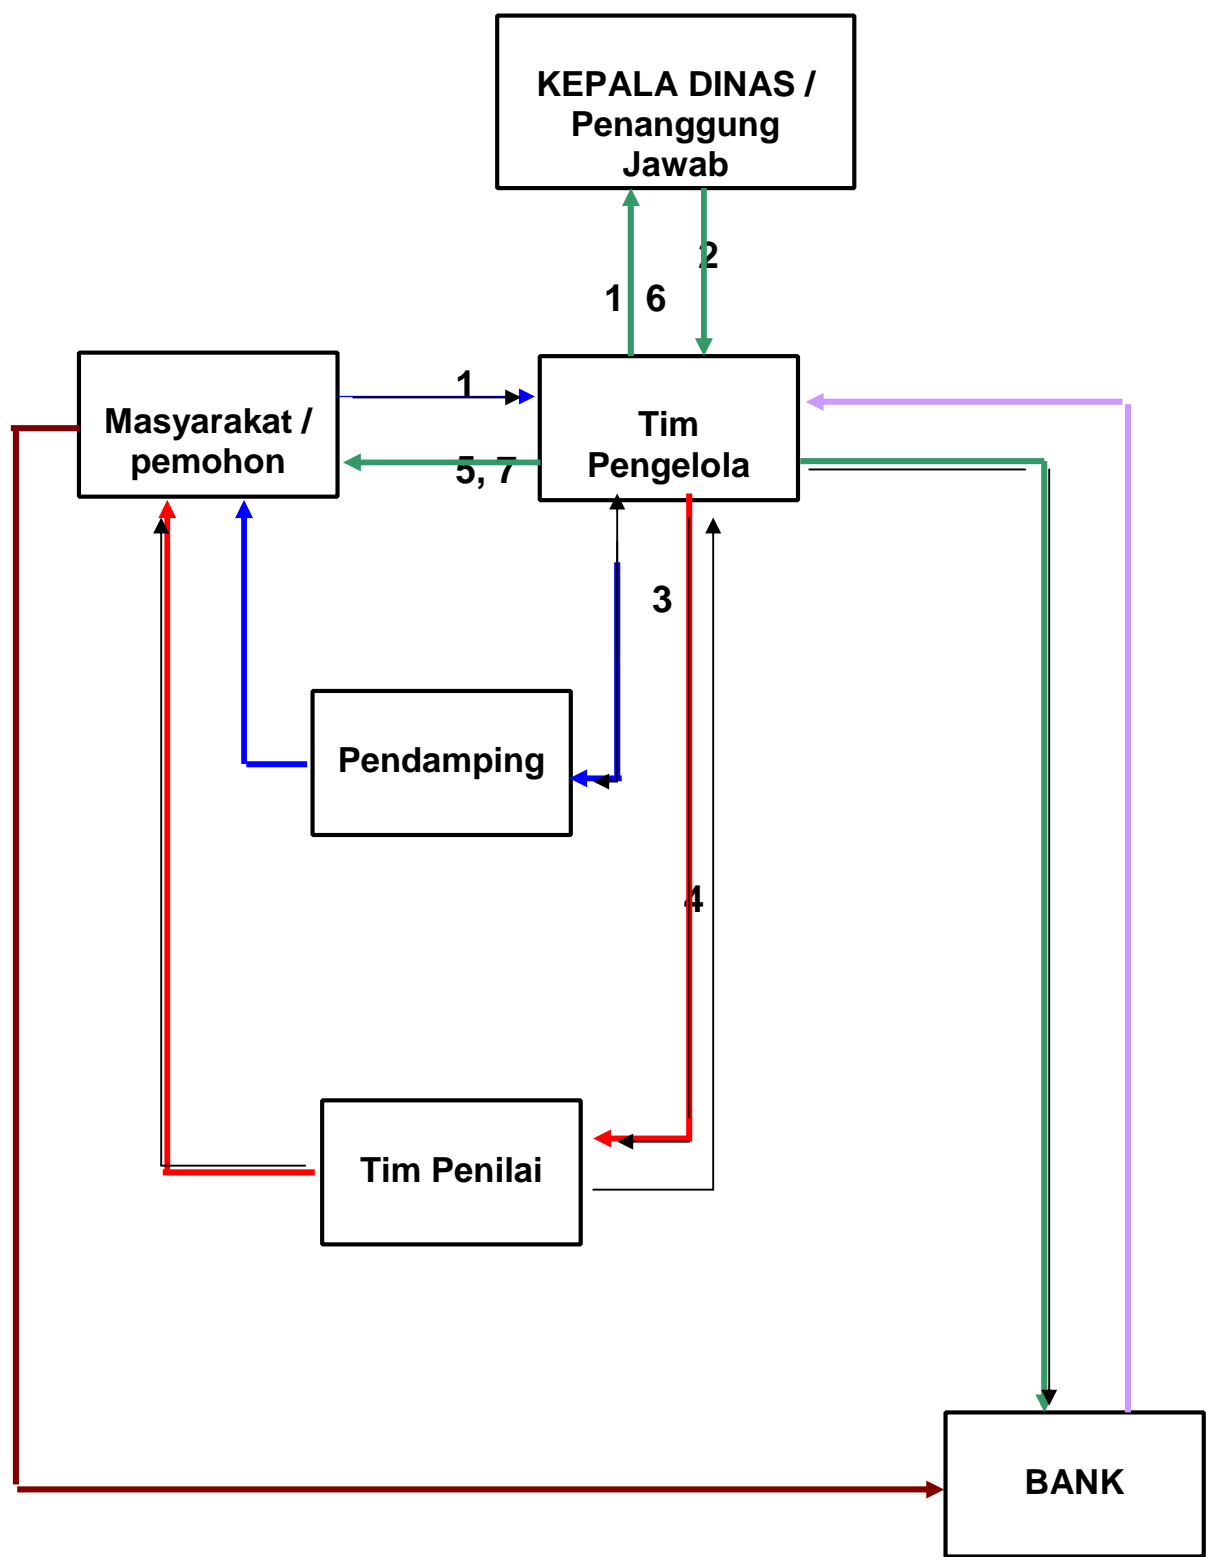 KEPALA DINAS /
Penanggung
Jawab
2
1 6
1
Masyarakat /
pemohon
Tim
Pengelola
5, 7
3
Pendamping
4
Tim Penilai
BANK